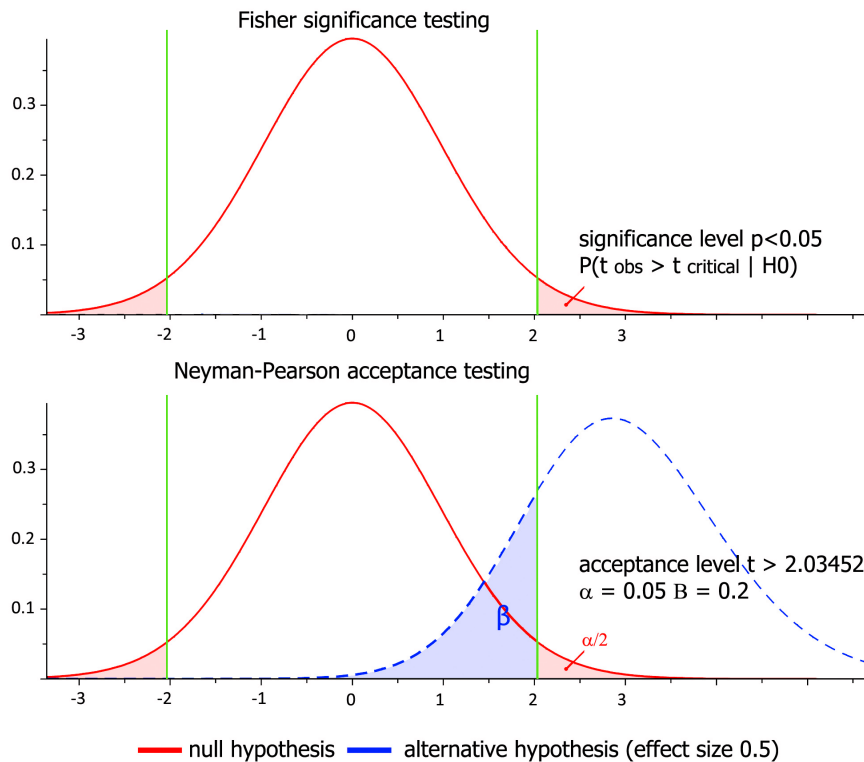 Fisher significance testing
0.3
0.2
0.1
significance level p<0.05
P(t obs > t critical | H0)
-3 -2 -1 0 1 2 3
Neyman-Pearson acceptance testing
0.3
0.2
0.1
acceptance level t > 2.03452
α = 0.05 B = 0.2
β
α/2
-3 -2 -1 0 1 2 3
null hypothesis alternative hypothesis (effect size 0.5)